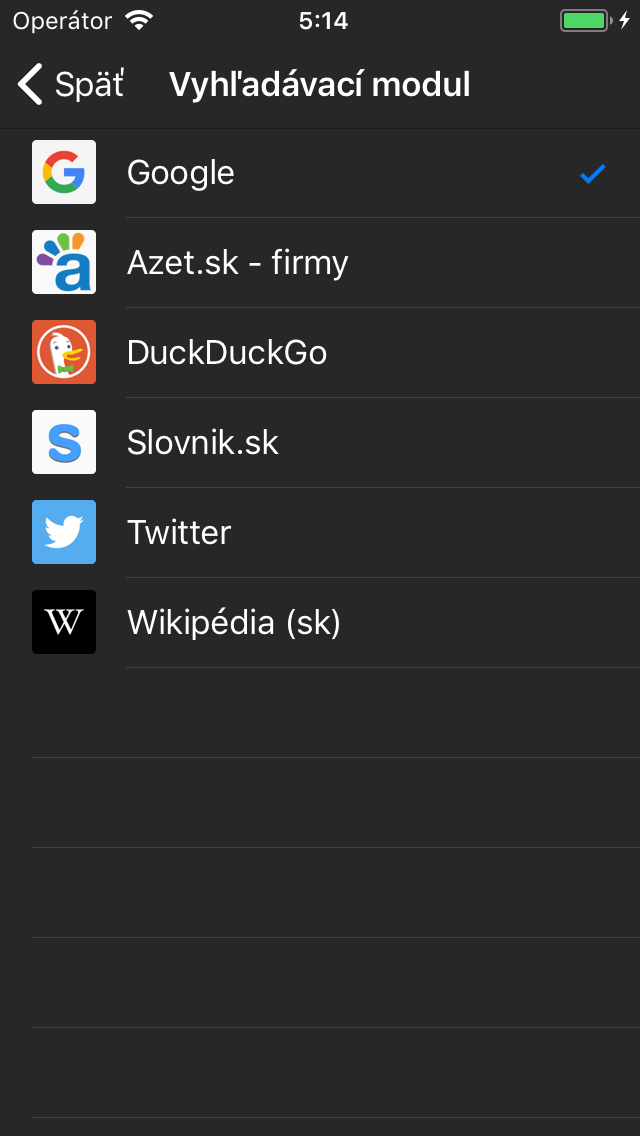 Operátor 5:14
Späť Vyhľadávací modul
Google
Azet.sk - firmy
DuckDuckGo
Slovnik.sk
Twitter
Wikipédia (sk)